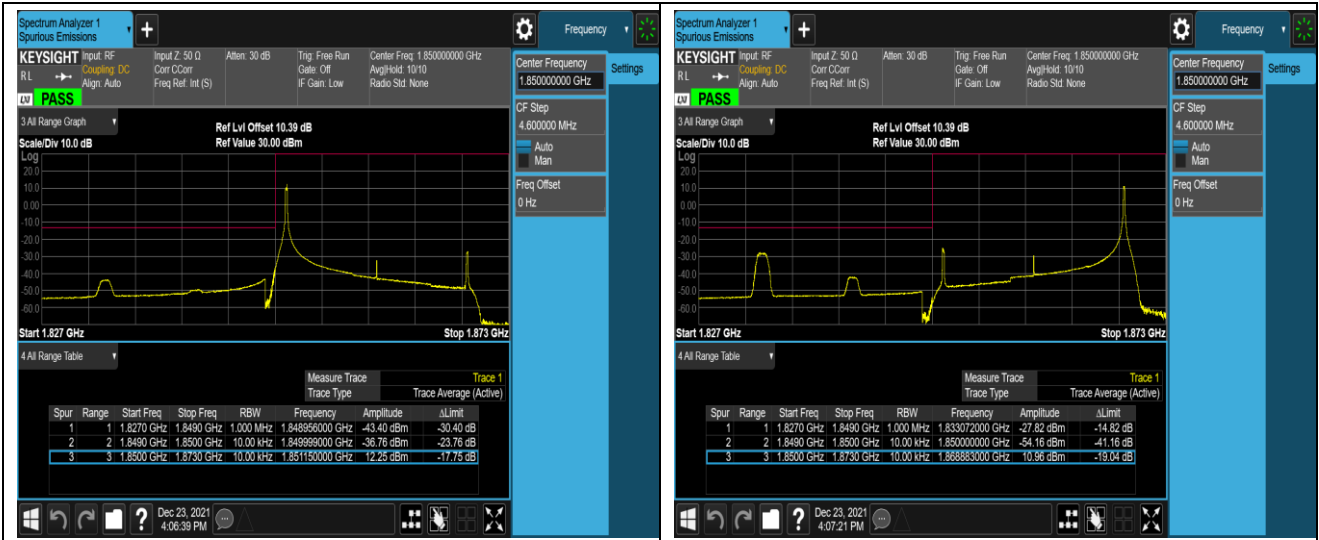 Spectrum Analyzer 1
Spurious Emissions
+
Frequency
KEYSIGHT
RL
Input: RF
Coupling: DC
Align: Auto
Input Z: 50 Ω
Corr CCorr
Freq Ref: Int (S)
Atten: 30 dB
Trig: Free Run
Gate: Off
IF Gain: Low
Center Freq: 1.850000000 GHz
Avg|Hold: 10/10
Radio Std: None
LXI PASS
Center Frequency
1.850000000 GHz
Settings
CF Step
4.600000 MHz
Auto
Man
Freq Offset
0 Hz
3 All Range Graph
Ref Lvl Offset 10.39 dB
Scale/Div 10.0 dB
Ref Value 30.00 dBm
Log
20.0
10.0
0.00
-10.0
-20.0
-30.0
-40.0
-50.0
-60.0
Start 1.827 GHz
Stop 1.873 GHz
4 All Range Table
Measure Trace Trace 1
Trace Type Trace Average (Active)
Spur Range Start Freq Stop Freq RBW Frequency Amplitude ΔLimit
1 1 1.8270 GHz 1.8490 GHz 1.000 MHz 1.848956000 GHz -43.40 dBm -30.40 dB
2 2 1.8490 GHz 1.8500 GHz 10.00 kHz 1.849999000 GHz -36.76 dBm -23.76 dB
3 3 1.8500 GHz 1.8730 GHz 10.00 kHz 1.851150000 GHz 12.25 dBm -17.75 dB
?
Dec 23, 2021
4:06:39 PM
Spectrum Analyzer 1
Spurious Emissions
+
Frequency
KEYSIGHT
RL
Input: RF
Coupling: DC
Align: Auto
Input Z: 50 Ω
Corr CCorr
Freq Ref: Int (S)
Atten: 30 dB
Trig: Free Run
Gate: Off
IF Gain: Low
Center Freq: 1.850000000 GHz
Avg|Hold: 10/10
Radio Std: None
LXI PASS
Center Frequency
1.850000000 GHz
Settings
CF Step
4.600000 MHz
Auto
Man
Freq Offset
0 Hz
3 All Range Graph
Ref Lvl Offset 10.39 dB
Scale/Div 10.0 dB
Ref Value 30.00 dBm
Log
20.0
10.0
0.00
-10.0
-20.0
-30.0
-40.0
-50.0
-60.0
Start 1.827 GHz
Stop 1.873 GHz
4 All Range Table
Measure Trace Trace 1
Trace Type Trace Average (Active)
Spur Range Start Freq Stop Freq RBW Frequency Amplitude ΔLimit
1 1 1.8270 GHz 1.8490 GHz 1.000 MHz 1.833072000 GHz -27.82 dBm -14.82 dB
2 2 1.8490 GHz 1.8500 GHz 10.00 kHz 1.850000000 GHz -54.16 dBm -41.16 dB
3 3 1.8500 GHz 1.8730 GHz 10.00 kHz 1.868883000 GHz 10.96 dBm -19.04 dB
?
Dec 23, 2021
4:07:21 PM